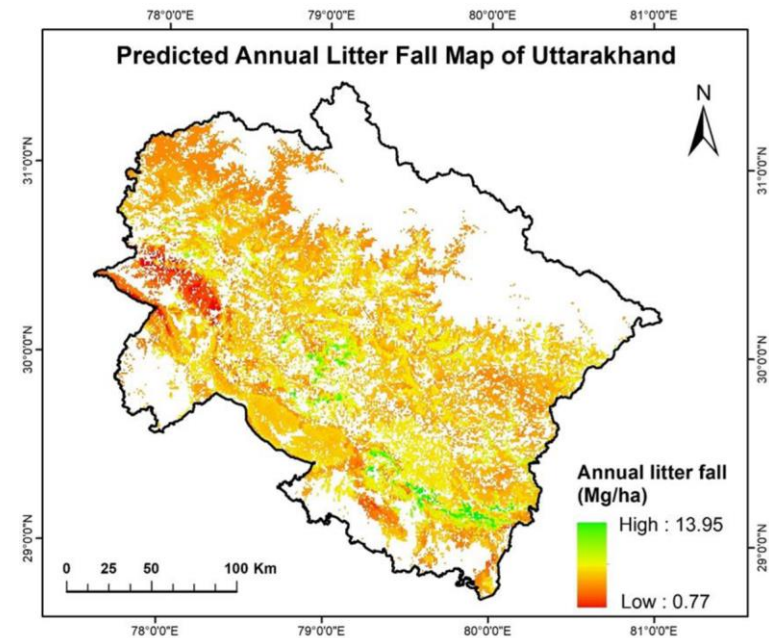 78°0'0"E 79°0'0"E 80°0'0"E 81°0'0"E
Predicted Annual Litter Fall Map of Uttarakhand
N
31°0'0"N
31°0'0"N
30°0'0"N
30°0'0"N
29°0'0"N
29°0'0"N
Annual litter fall
(Mg/ha)
High : 13.95
Low : 0.77
0 25 50 100 Km
78°0'0"E 79°0'0"E 80°0'0"E 81°0'0"E